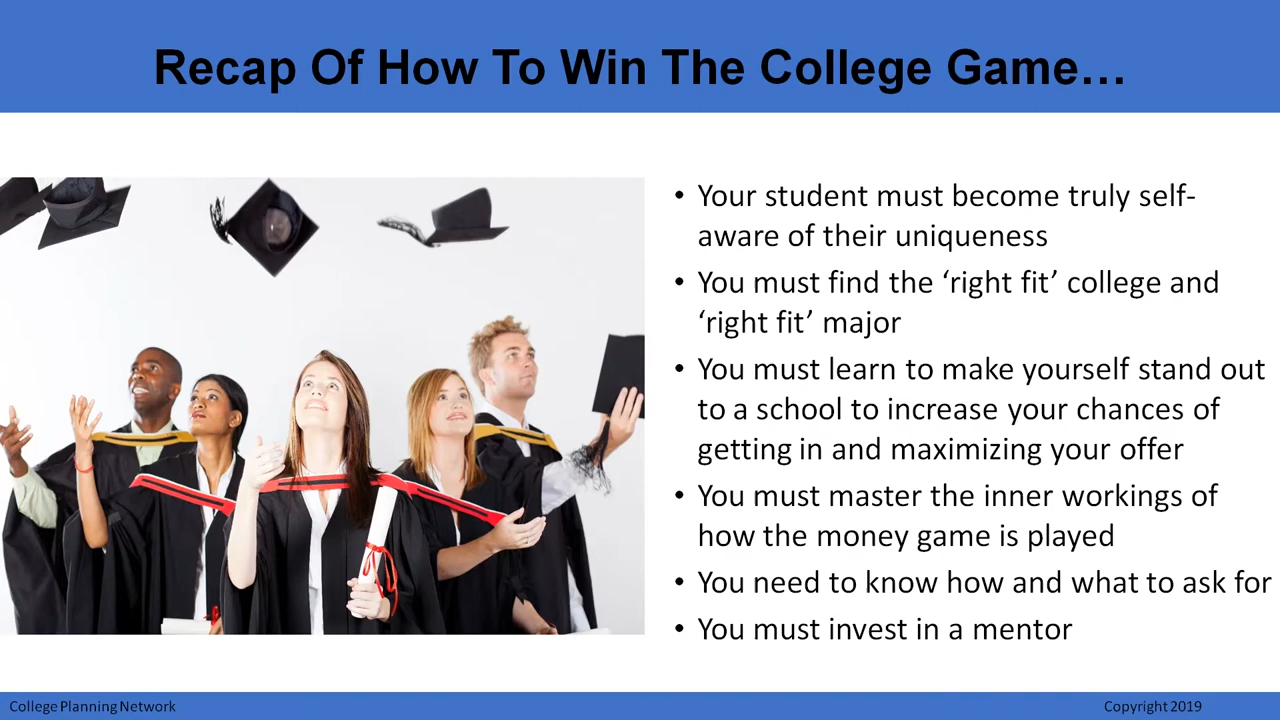 Recap Of How To Win The College Game…
• Your student must become truly self-
aware of their uniqueness
• You must find the ‘right fit’ college and
‘right fit’ major
• You must learn to make yourself stand out
to a school to increase your chances of
getting in and maximizing your offer
• You must master the inner workings of
how the money game is played
• You need to know how and what to ask for
• You must invest in a mentor
College Planning Network
Copyright 2019